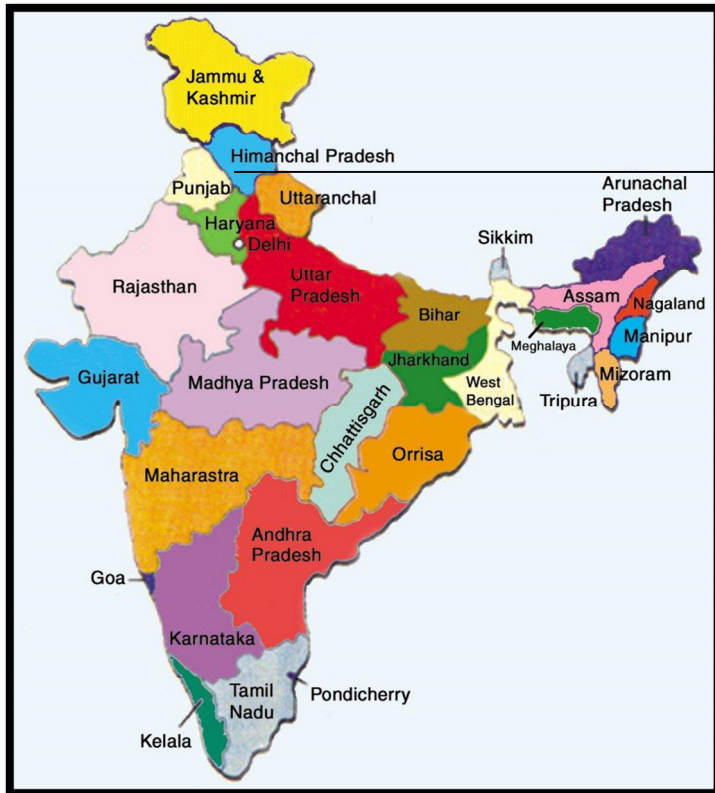 Jammu &
Kashmir
Himanchal Pradesh
Punjab
Uttaranchal
Haryana
Delhi
Arunachal
Pradesh
Sikkim
Rajasthan
Uttar
Pradesh
Bihar
Assam
Nagaland
Meghalaya
Manipur
Gujarat
Madhya Pradesh
Jharkhand
West
Bengal
Tripura
Mizoram
Chhattisgarh
Orrisa
Maharastra
Andhra
Pradesh
Goa
Karnataka
Tamil
Nadu
Pondicherry
Kelala